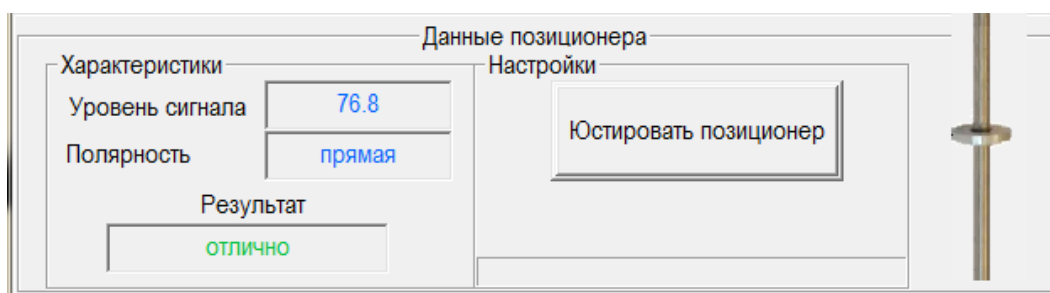 Данные позиционера
Характеристики
Настройки
Уровень сигнала 76.8
Юстировать позиционер
Полярность прямая
Результат
отлично